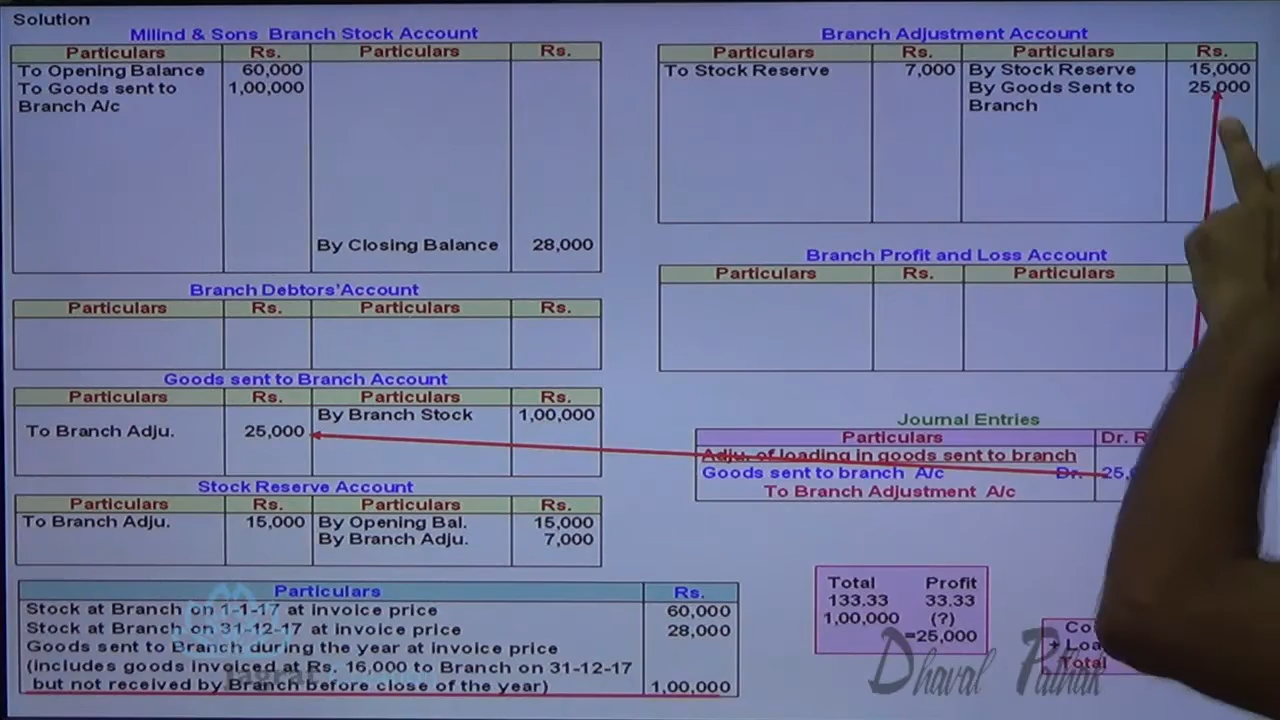 Solution
Milind & Sons Branch Stock Account
Particulars Rs. Particulars Rs.
To Opening Balance 60,000
To Goods sent to 1,00,000
Branch A/c
By Closing Balance 28,000
Branch Debtors'Account
Particulars Rs. Particulars Rs.
Goods sent to Branch Account
Particulars Rs. Particulars Rs.
By Branch Stock 1,00,000
To Branch Adju. 25,000
Stock Reserve Account
Particulars Rs. Particulars Rs.
To Branch Adju. 15,000 By Opening Bal. 15,000
By Branch Adju. 7,000
Particulars Rs.
Stock at Branch on 1-1-17 at invoice price 60,000
Stock at Branch on 31-12-17 at invoice price 28,000
Goods sent to Branch during the year at invoice price
(includes goods invoiced at Rs. 16,000 to Branch on 31-12-17
but not received by Branch before close of the year) 1,00,000
Branch Adjustment Account
Particulars Rs. Particulars Rs.
To Stock Reserve 7,000 By Stock Reserve 15,000
By Goods Sent to 25,000
Branch
Branch Profit and Loss Account
Particulars Rs. Particulars
Journal Entries
Particulars Dr. R
Adju. of loading in goods sent to branch
Goods sent to branch A/c Dr. 25,
To Branch Adjustment A/c
Total Profit
133.33 33.33
1,00,000 (?)
=25,000
Co
+ Loa
Total
Dhaval Pathak